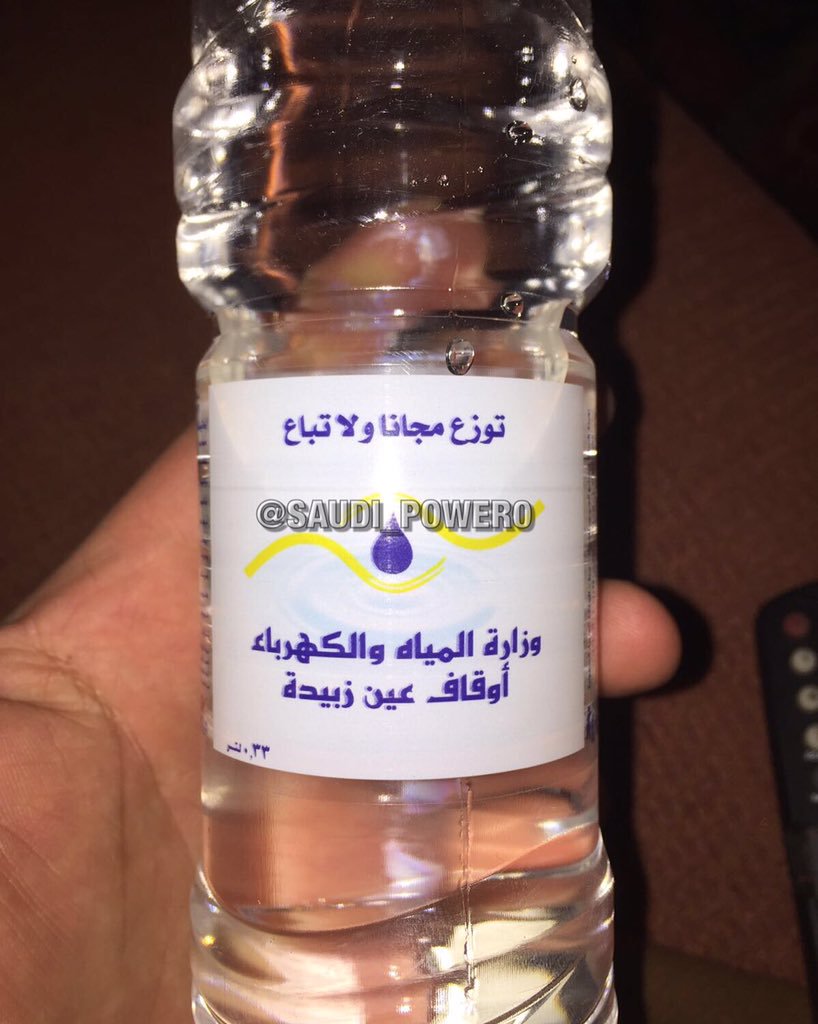 توزع مجانا ولا تباع
@SAUDI_POWERO
وزارة المياه والكهرباء
أوقاف عين زبيدة
٠,٣٣ لتر